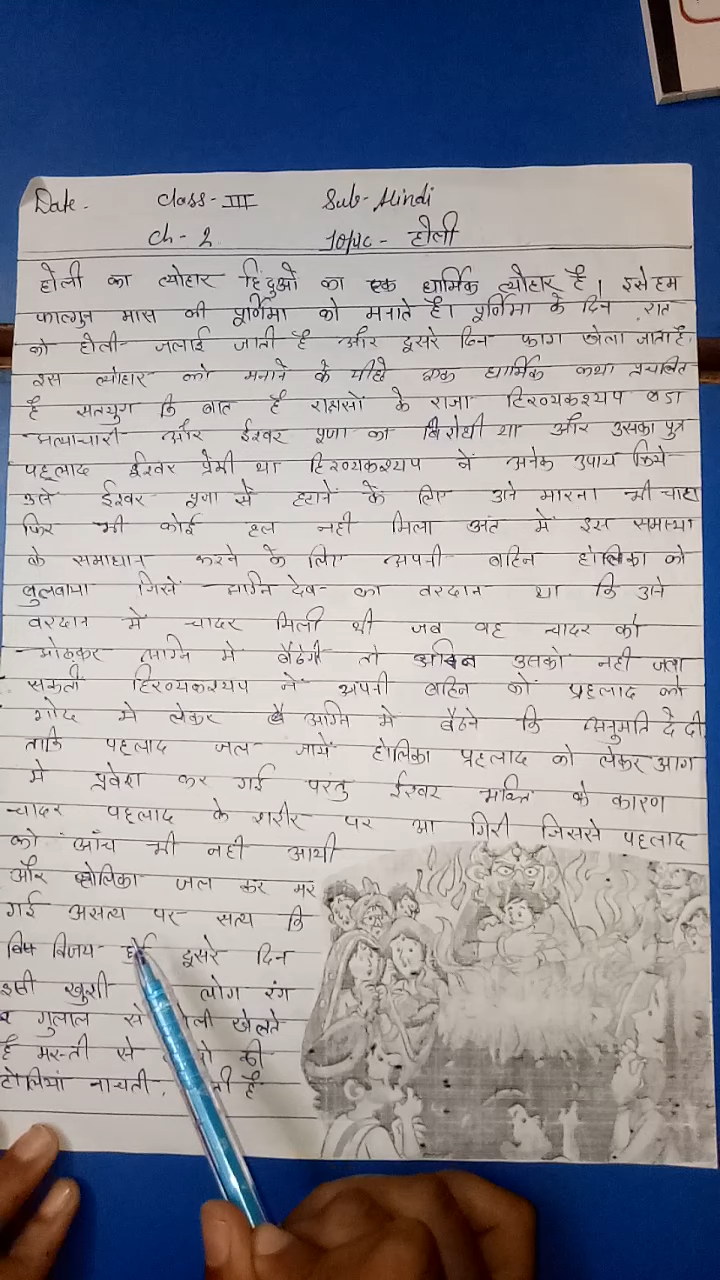 Date- Class-III Sub-Hindi
Ch-2 Topic- होली
होली का त्योहार हिंदुओं का एक धार्मिक त्योहार है। इसे हम
फाल्गुन मास की पूर्णिमा को मनाते है। पूर्णिमा के दिन रात
को होली जलाई जाती है और दूसरे दिन फाग खेला जाता है।
इस त्योहार को मनाने के पीछे एक धार्मिक कथा प्रचलित
है सतयुग कि बात है राक्षसों के राजा हिरण्यकश्यप बडा
अत्याचारी और ईश्वर पूजा का विरोधी था और उसका पुत्र
पहलाद ईश्वर प्रेमी था हिरण्यकश्यप नें अनेक उपाय किये
उसे ईश्वर पूजा सें हटानें कें लिए उसे मारना भी चाहा
फिर भी कोई हल नही मिला अंत में इस समस्या
के समाधान करने के लिए अपनी बहिन होलिका को
बुलवाया जिसें अग्नि देव- का वरदान था कि उसे
वरदान में चादर मिली थी जब वह चादर को
ओढकर अग्नि में बैठेगी तो अग्नि उसकों नही जला
सकती हिरण्यकश्यप नें अपनी बहिन कों प्रहलाद को
गोद मे लेकर अग्नि मे बैठने कि अनुमति दे दी
ताकि पहलाद जल जायें होलिका प्रहलाद को लेकर आग
मे प्रवेश कर गई परंतु ईश्वर भक्ति के कारण
चादर पहलाद के शरीर पर आ गिरी जिससे पहलाद
को आँच भी नही आयी
और होलिका जल कर मर
गई असत्य पर सत्य कि
विजय हुई दूसरे दिन
इसी खुशी लोग रंग
गुलाल से होली खेलते
है मस्ती से की
टोलियां नाचती, है